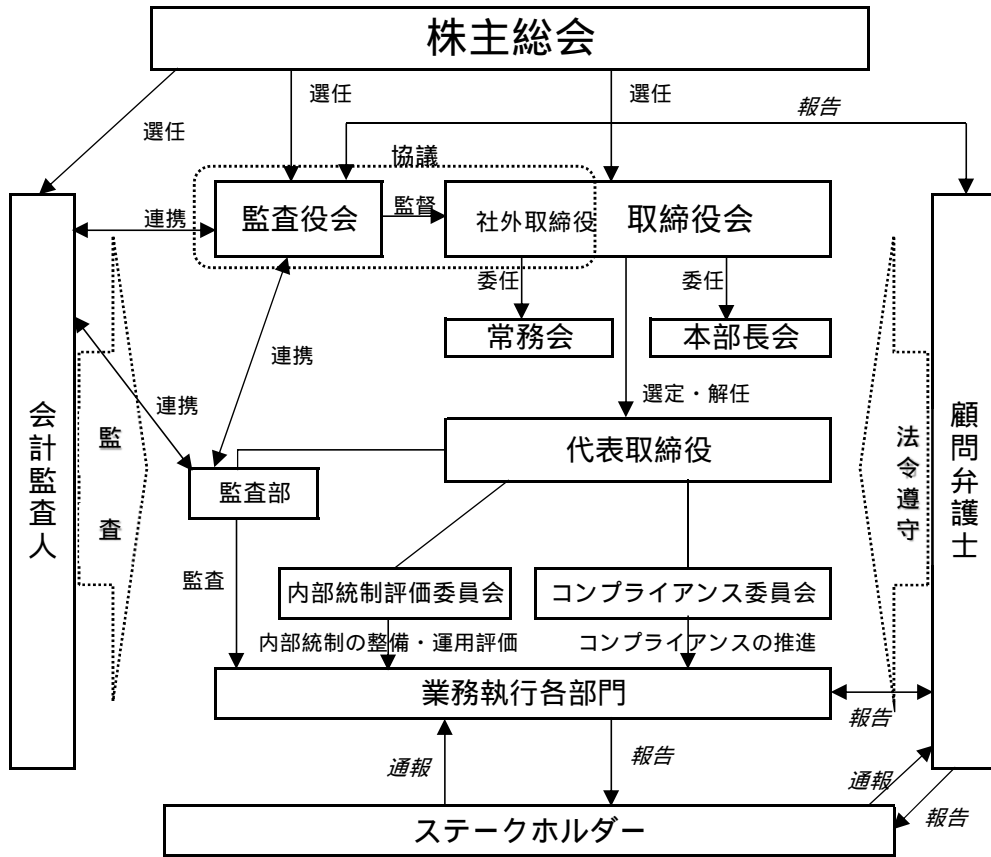 株主総会
選任
選任
選任
報告
協議
監査役会
監督
社外取締役
取締役会
連携
委任
委任
常務会
本部長会
連携
連携
選定・解任
代表取締役
監査部
会計監査人
監査
法令遵守
顧問弁護士
監査
内部統制評価委員会
コンプライアンス委員会
内部統制の整備・運用評価
コンプライアンスの推進
業務執行各部門
報告
通報
報告
通報
報告
ステークホルダー